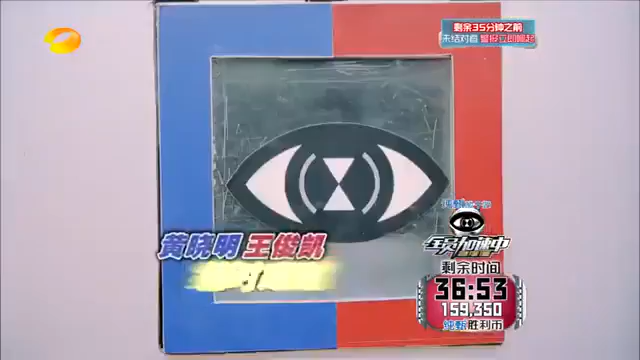 剩余35分钟之前
未结对者 警报立即响起
黄晓明 王俊凯
全员加速中
剩余时间
36:53
159,350
纯甄胜利币